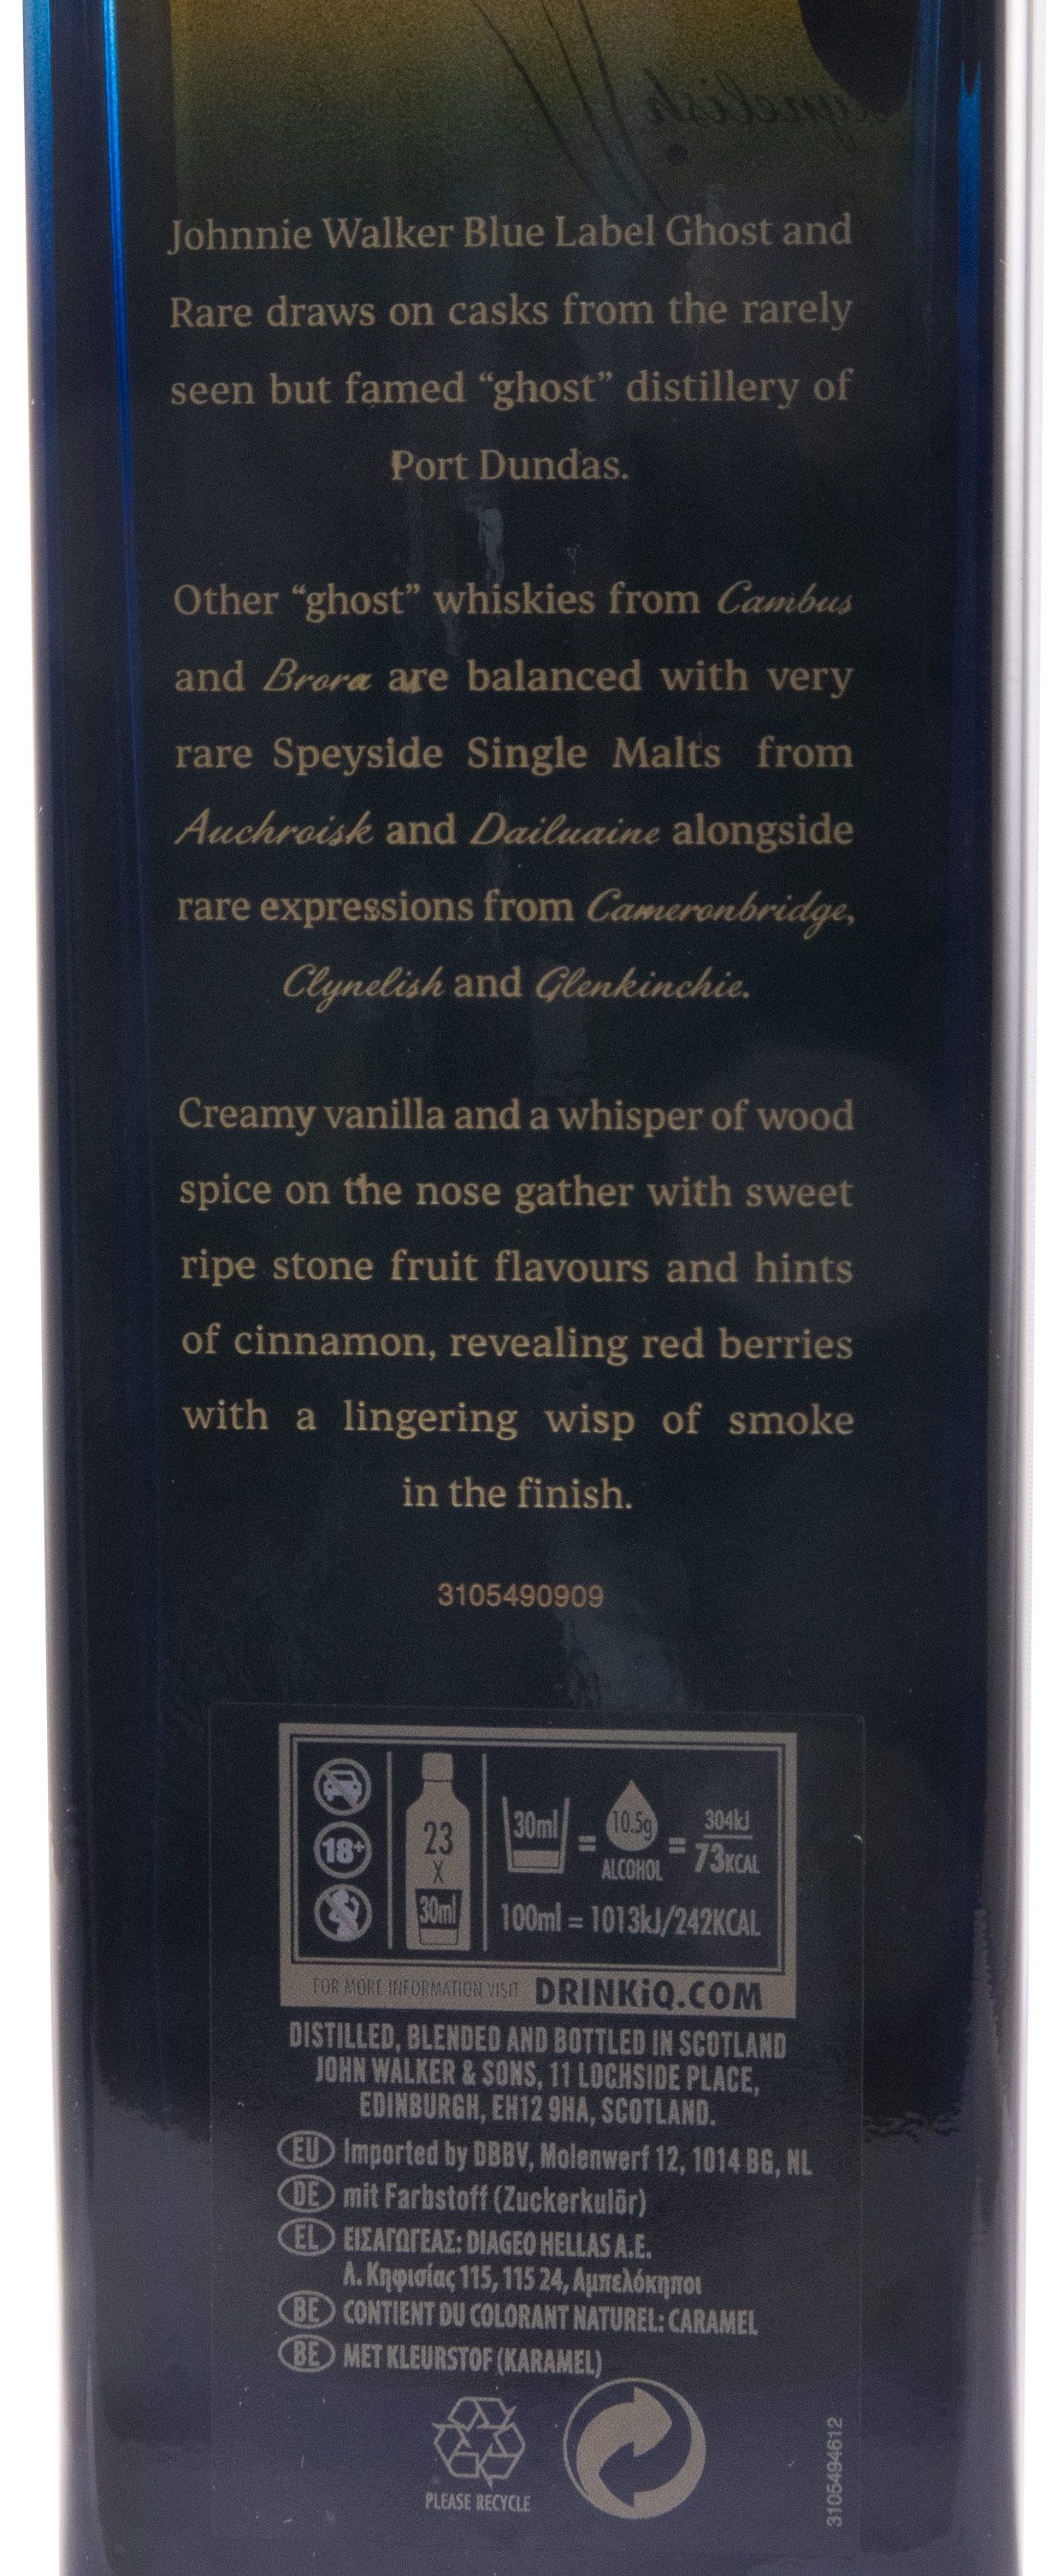 Johnnie Walker Blue Label Ghost and
Rare draws on casks from the rarely
seen but famed “ghost” distillery of
Port Dundas.
Other “ghost” whiskies from Cambus
and Brora are balanced with very
rare Speyside Single Malts from
Auchroisk and Dailuaine alongside
rare expressions from Cameronbridge,
Clynelish and Glenkinchie.
Creamy vanilla and a whisper of wood
spice on the nose gather with sweet
ripe stone fruit flavours and hints
of cinnamon, revealing red berries
with a lingering wisp of smoke
in the finish.
3105490909
18+
23
X
30ml
30ml = 10.5g ALCOHOL = 304kJ 73KCAL
100ml = 1013kJ/242KCAL
FOR MORE INFORMATION VISIT DRINKiQ.COM
DISTILLED, BLENDED AND BOTTLED IN SCOTLAND
JOHN WALKER & SONS, 11 LOCHSIDE PLACE,
EDINBURGH, EH12 9HA, SCOTLAND.
EU Imported by DBBV, Molenwerf 12, 1014 BG, NL
DE mit Farbstoff (Zuckerkulör)
EL ΕΙΣΑΓΩΓΕΑΣ: DIAGEO HELLAS A.E.
Λ. Κηφισίας 115, 115 24, Αμπελόκηποι
BE CONTIENT DU COLORANT NATUREL: CARAMEL
BE MET KLEURSTOF (KARAMEL)
PLEASE RECYCLE
3105494612